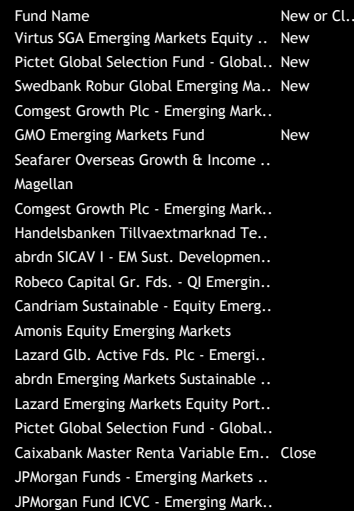 Fund Name New or Cl..
Virtus SGA Emerging Markets Equity .. New
Pictet Global Selection Fund - Global.. New
Swedbank Robur Global Emerging Ma.. New
Comgest Growth Plc - Emerging Mark..
GMO Emerging Markets Fund New
Seafarer Overseas Growth & Income ..
Magellan
Comgest Growth Plc - Emerging Mark..
Handelsbanken Tillvaextmarknad Te..
abrdn SICAV I - EM Sust. Developmen..
Robeco Capital Gr. Fds. - QI Emergin..
Candriam Sustainable - Equity Emerg..
Amonis Equity Emerging Markets
Lazard Glb. Active Fds. Plc - Emergi..
abrdn Emerging Markets Sustainable ..
Lazard Emerging Markets Equity Port..
Pictet Global Selection Fund - Global..
Caixabank Master Renta Variable Em.. Close
JPMorgan Funds - Emerging Markets ..
JPMorgan Fund ICVC - Emerging Mark..